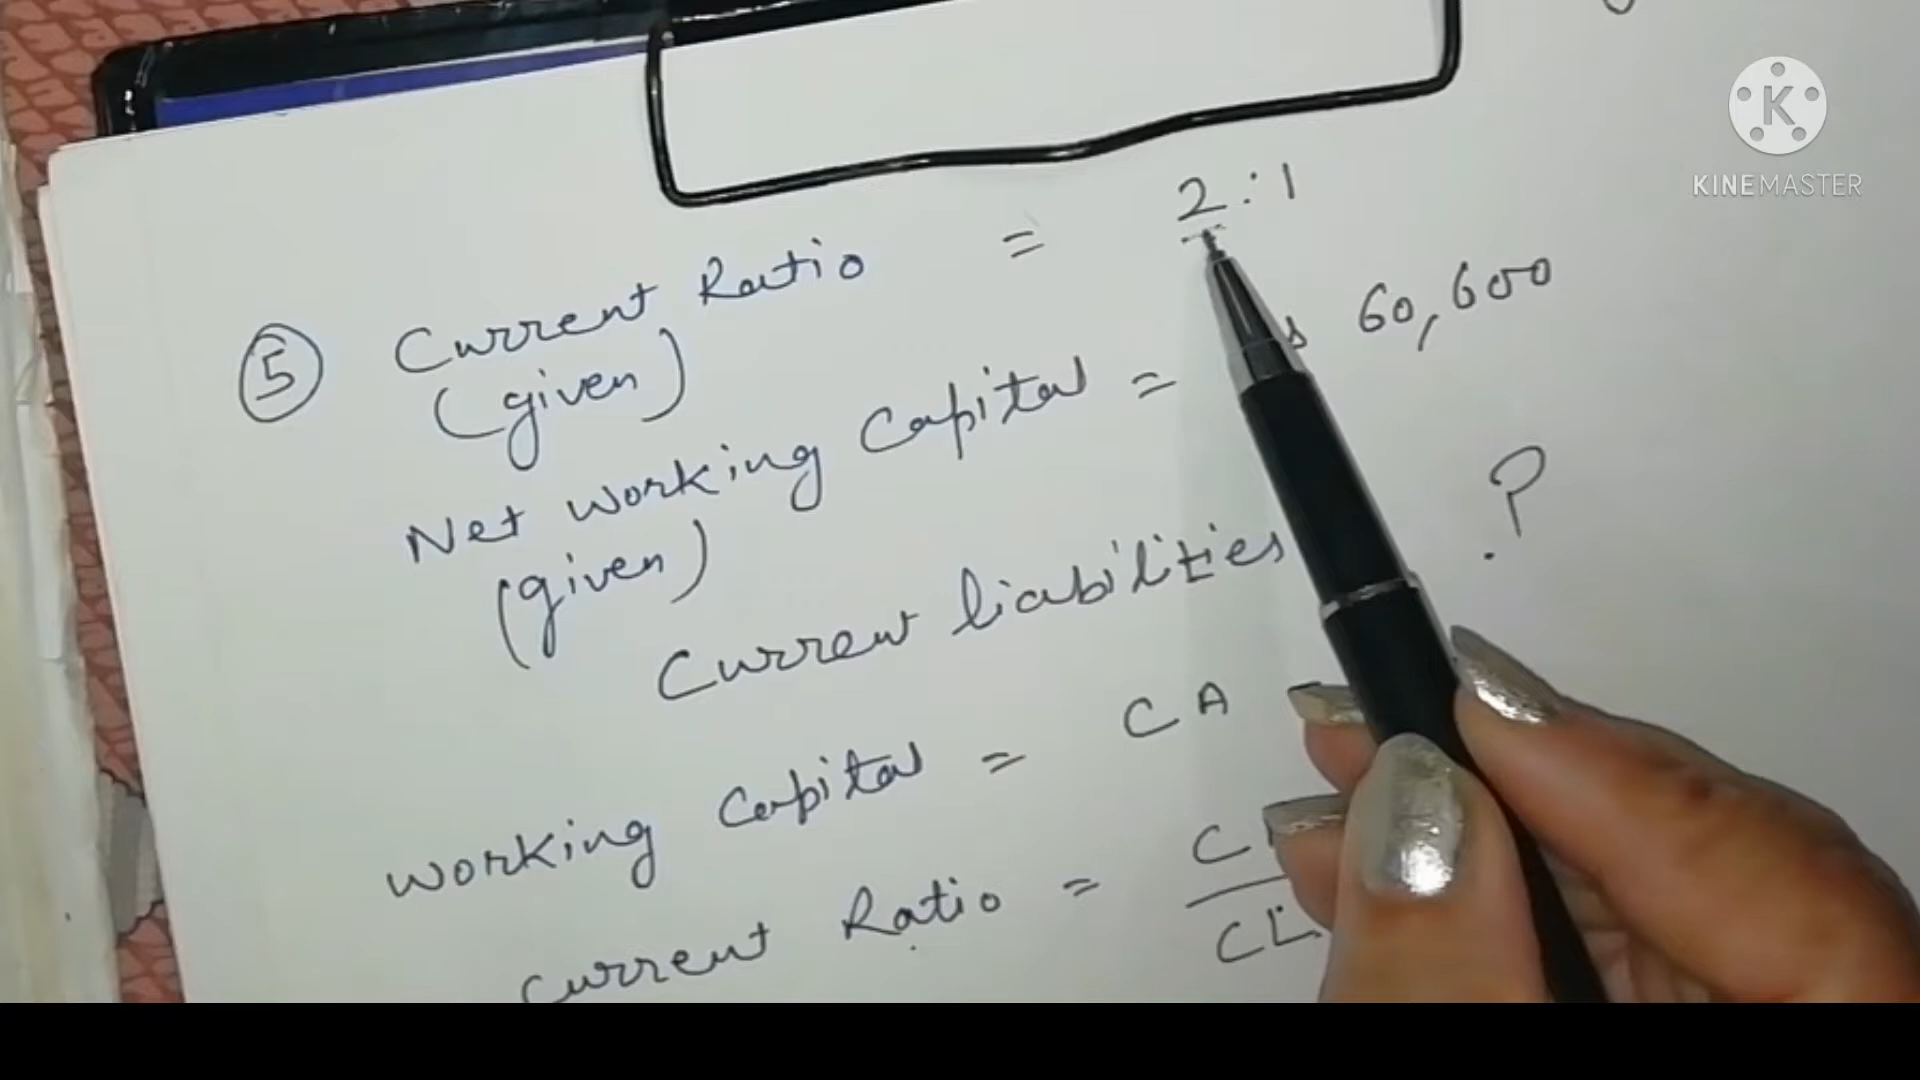 KINEMASTER
2:1
⑤ Current Ratio =
(given)
Net working Capital = s 60,600
(given)
Current liabilities ?
working Capital = CA
Current Ratio = C
CL